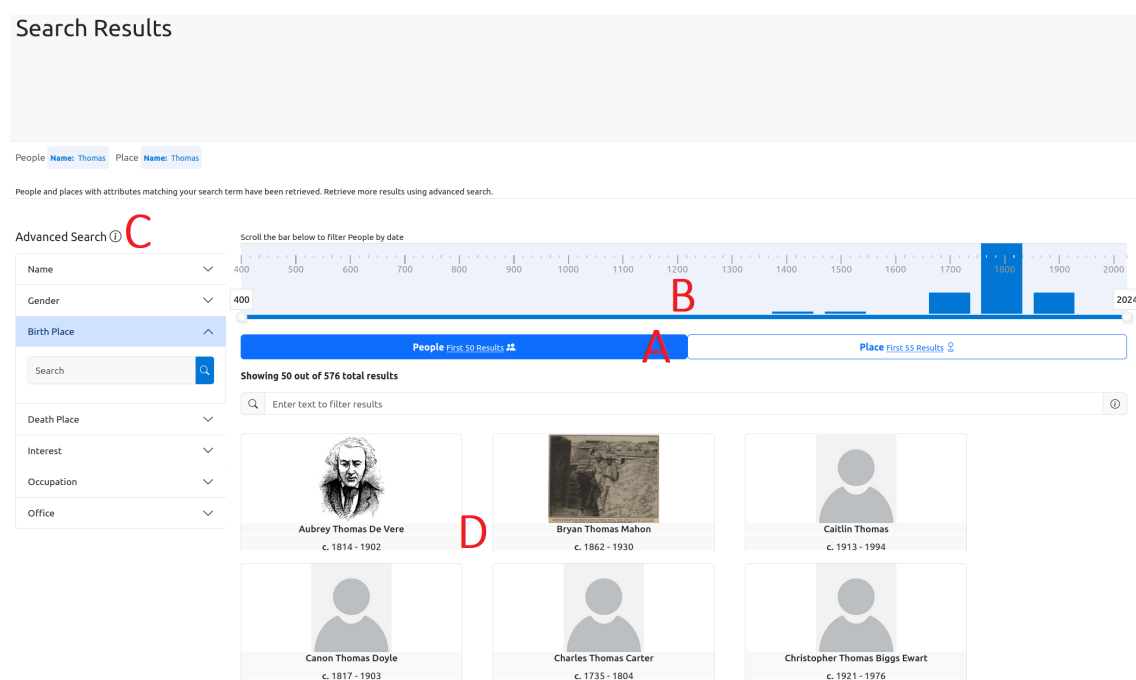 Search Results
People Name: Thomas Place Name: Thomas
People and places with attributes matching your search term have been retrieved. Retrieve more results using advanced search.
Advanced Search C
Name
Gender
Birth Place
Search
Death Place
Interest
Occupation
Office
Scroll the bar below to filter People by date
400 500 600 700 800 900 1000 1100 1200 1300 1400 1500 1600 1700 1800 1900 2000
400 B 2024
People First 50 Results A Place First 55 Results
Showing 50 out of 576 total results
Enter text to filter results
Aubrey Thomas De Vere D Bryan Thomas Mahon Caitlin Thomas
c. 1814 - 1902 c. 1862 - 1930 c. 1913 - 1994
Canon Thomas Doyle Charles Thomas Carter Christopher Thomas Biggs Ewart
c. 1817 - 1903 c. 1735 - 1804 c. 1921 - 1976